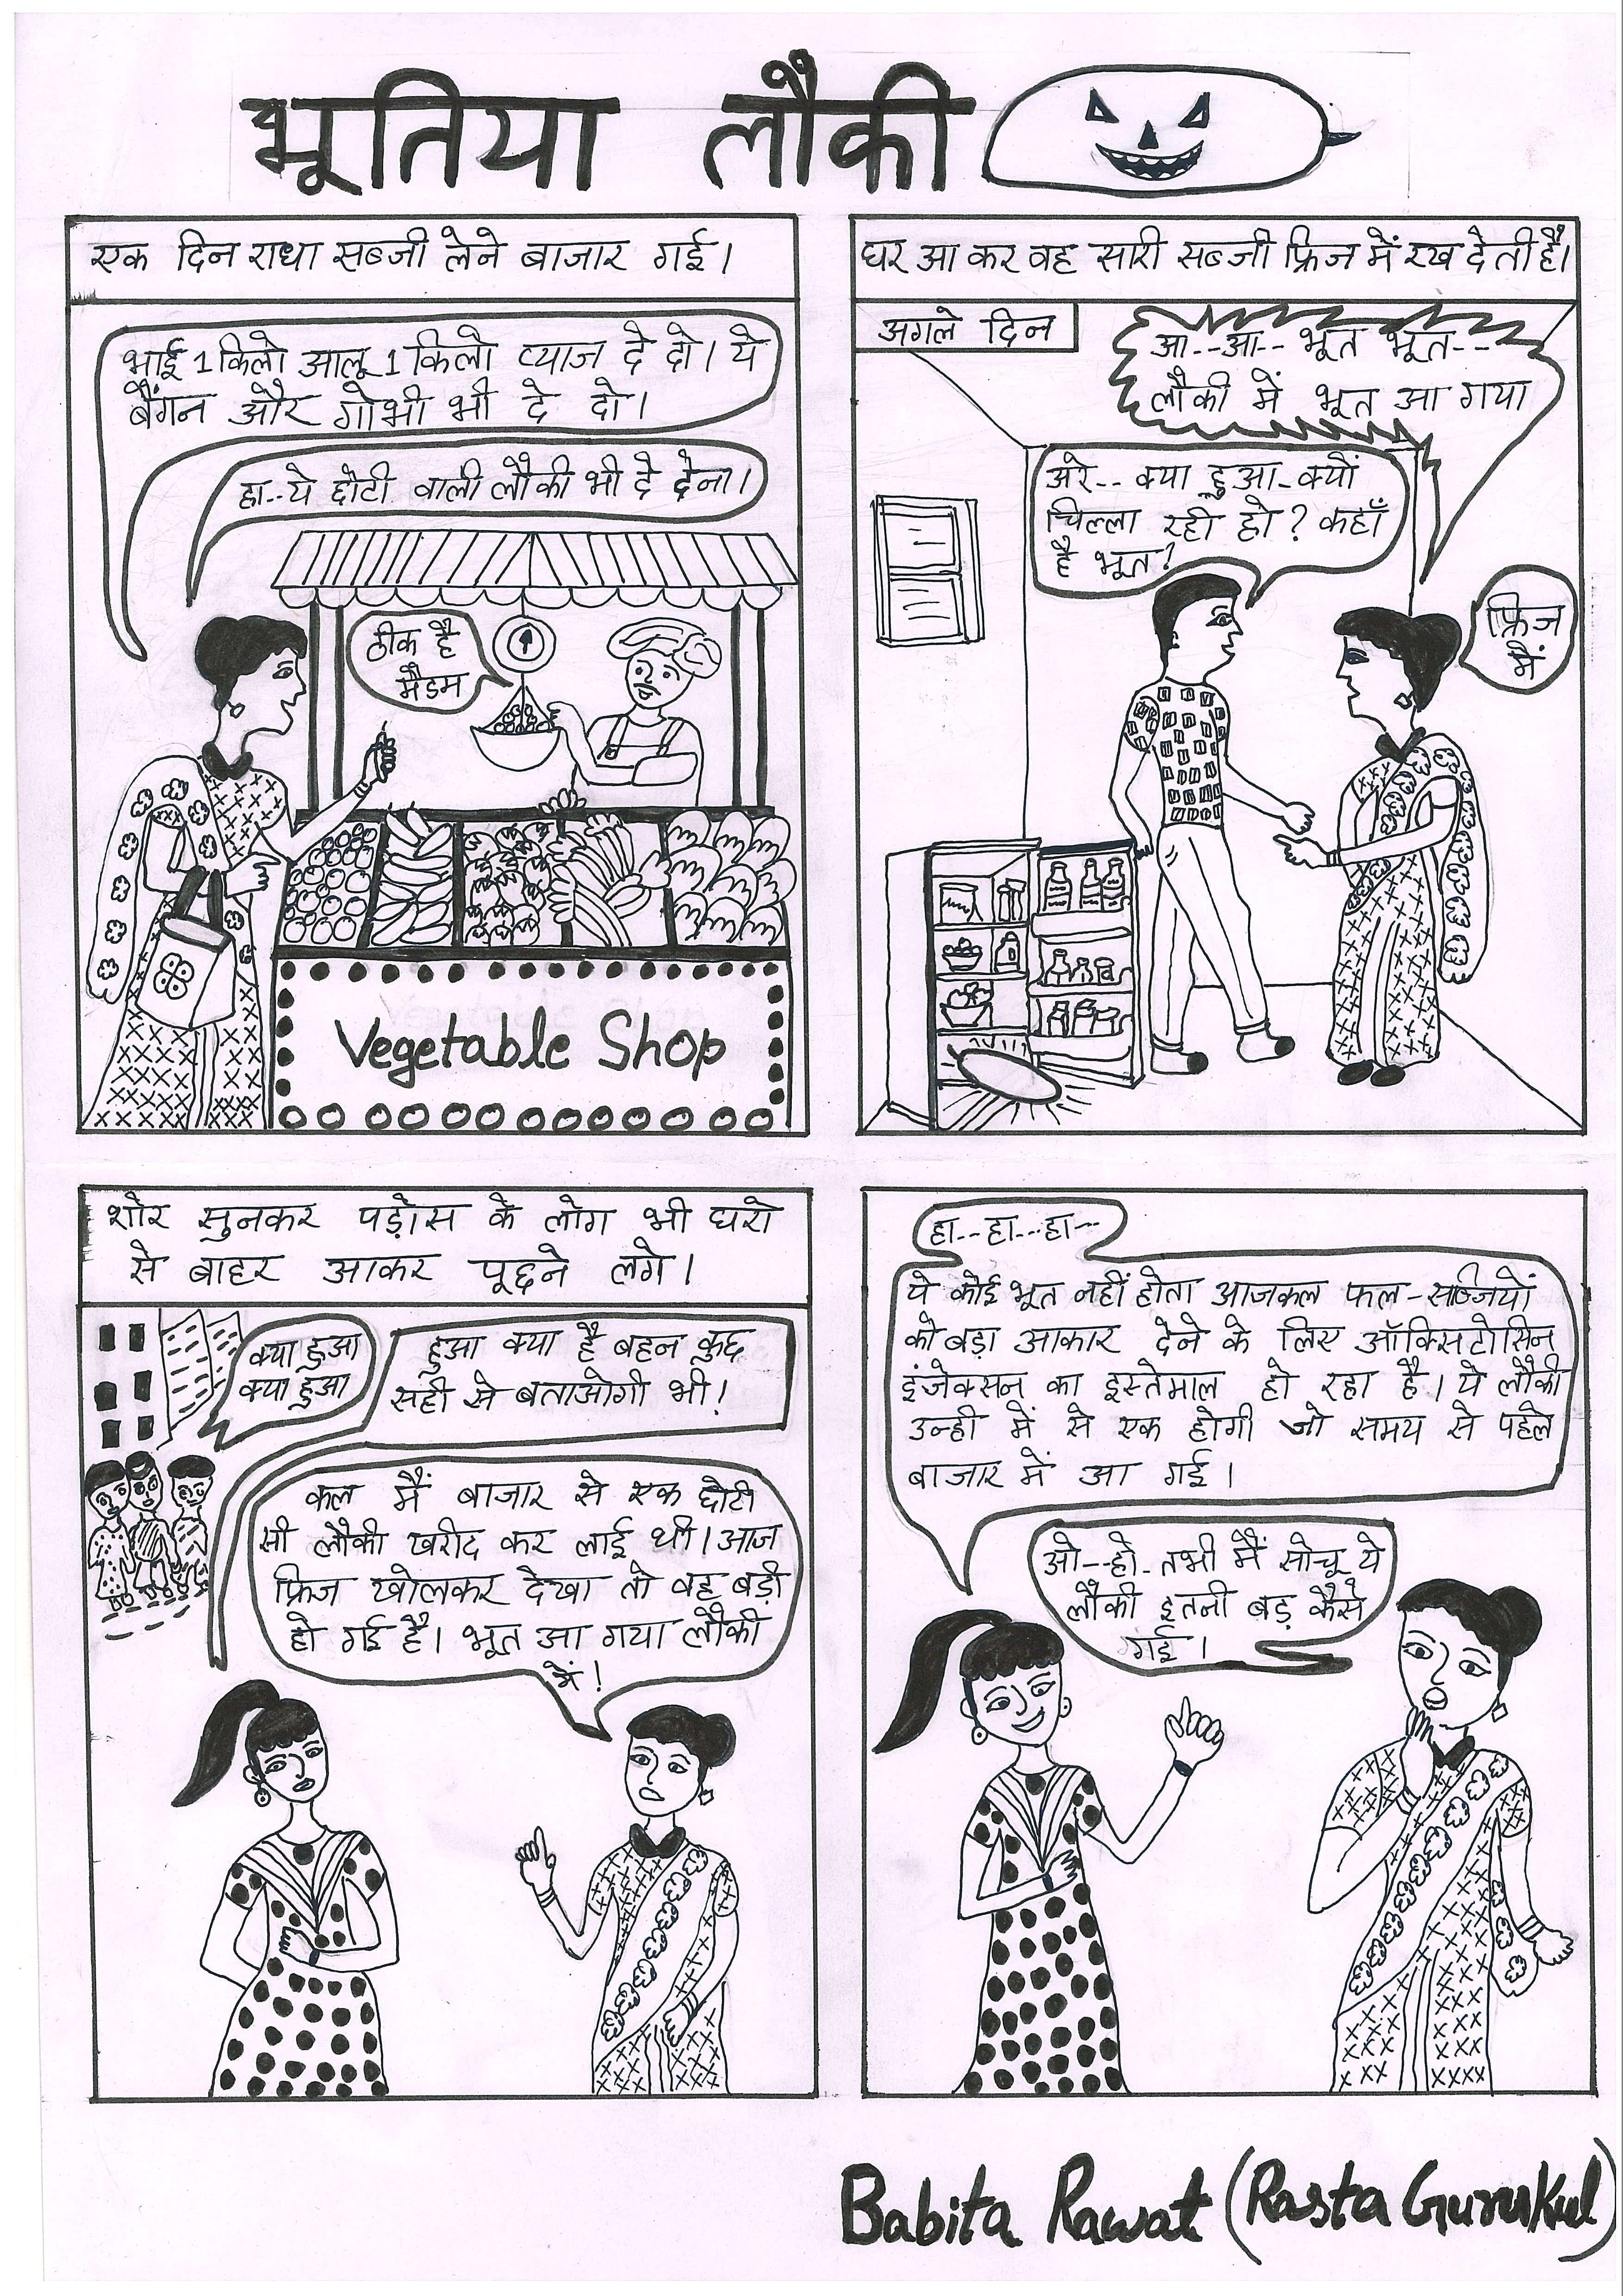 भूतिया लौकी
एक दिन राधा सब्जी लेने बाजार गई।
भाई 1 किलो आलू 1 किलो प्याज दे दो। ये
बैंगन और गोभी भी दे दो।
हा--ये छोटी वाली लौकी भी दे देना।
ठीक है
मैडम
Vegetable Shop
घर आ कर वह सारी सब्जी फ्रिज में रख देती है।
अगले दिन
आ--आ-- भूत भूत--
लौकी में भूत आ गया
अरे-- क्या हुआ-क्यों
चिल्ला रही हो? कहाँ
है भूत?
फ्रिज
मैं
शोर सुनकर पड़ोस के लोग भी घरो
से बाहर आकर पूछने लगे।
क्या हुआ
क्या हुआ
हुआ क्या है बहन कुछ
सही से बताओगी भी!
कल मैं बाजार से एक छोटी
सी लौकी खरीद कर लाई थी। आज
फ्रिज खोलकर देखा तो वह बड़ी
हो गई है। भूत आ गया लौकी
में!
हा--हा---हा---
ये कोई भूत नहीं होता आजकल फल-सब्जियों
को बड़ा आकार देने के लिए ऑक्सिटोसिन
इंजेक्सन का इस्तेमाल हो रहा है। ये लौकी
उन्ही में से एक होगी जो समय से पहले
बाजार में आ गई।
ओ--हो-तभी मैं सोचू ये
लौकी इतनी बड़ कैसे
गई।
Babita Rawat (Rasta Gurukul)